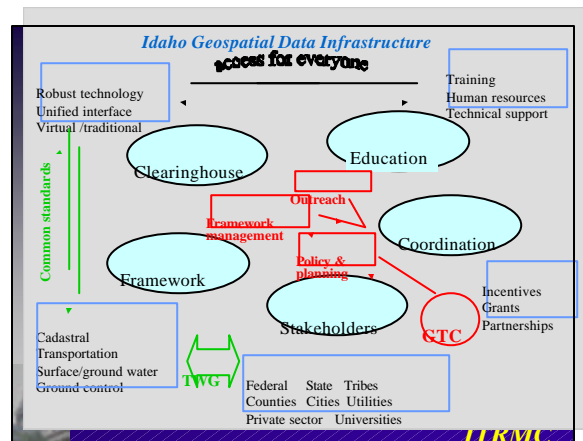 Idaho Geospatial Data Infrastructure
access for everyone
Robust technology
Unified interface
Virtual /traditional
Training
Human resources
Technical support
Clearinghouse
Education
Outreach
Framework
management
Coordination
Common standards
Policy &
planning
Framework
Stakeholders
GTC
Incentives
Grants
Partnerships
Cadastral
Transportation
Surface/ground water
Ground control
TWG
Federal State Tribes
Counties Cities Utilities
Private sector Universities
ITRMC